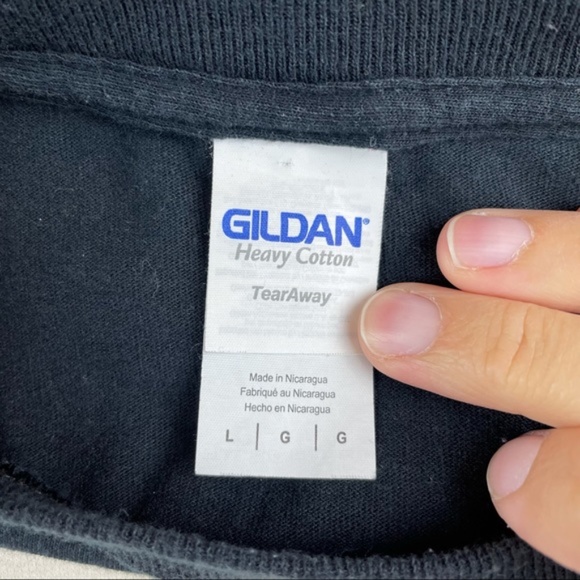 GILDAN®
Heavy Cotton
TearAway
Made in Nicaragua
Fabriqué au Nicaragua
Hecho en Nicaragua
L | G | G